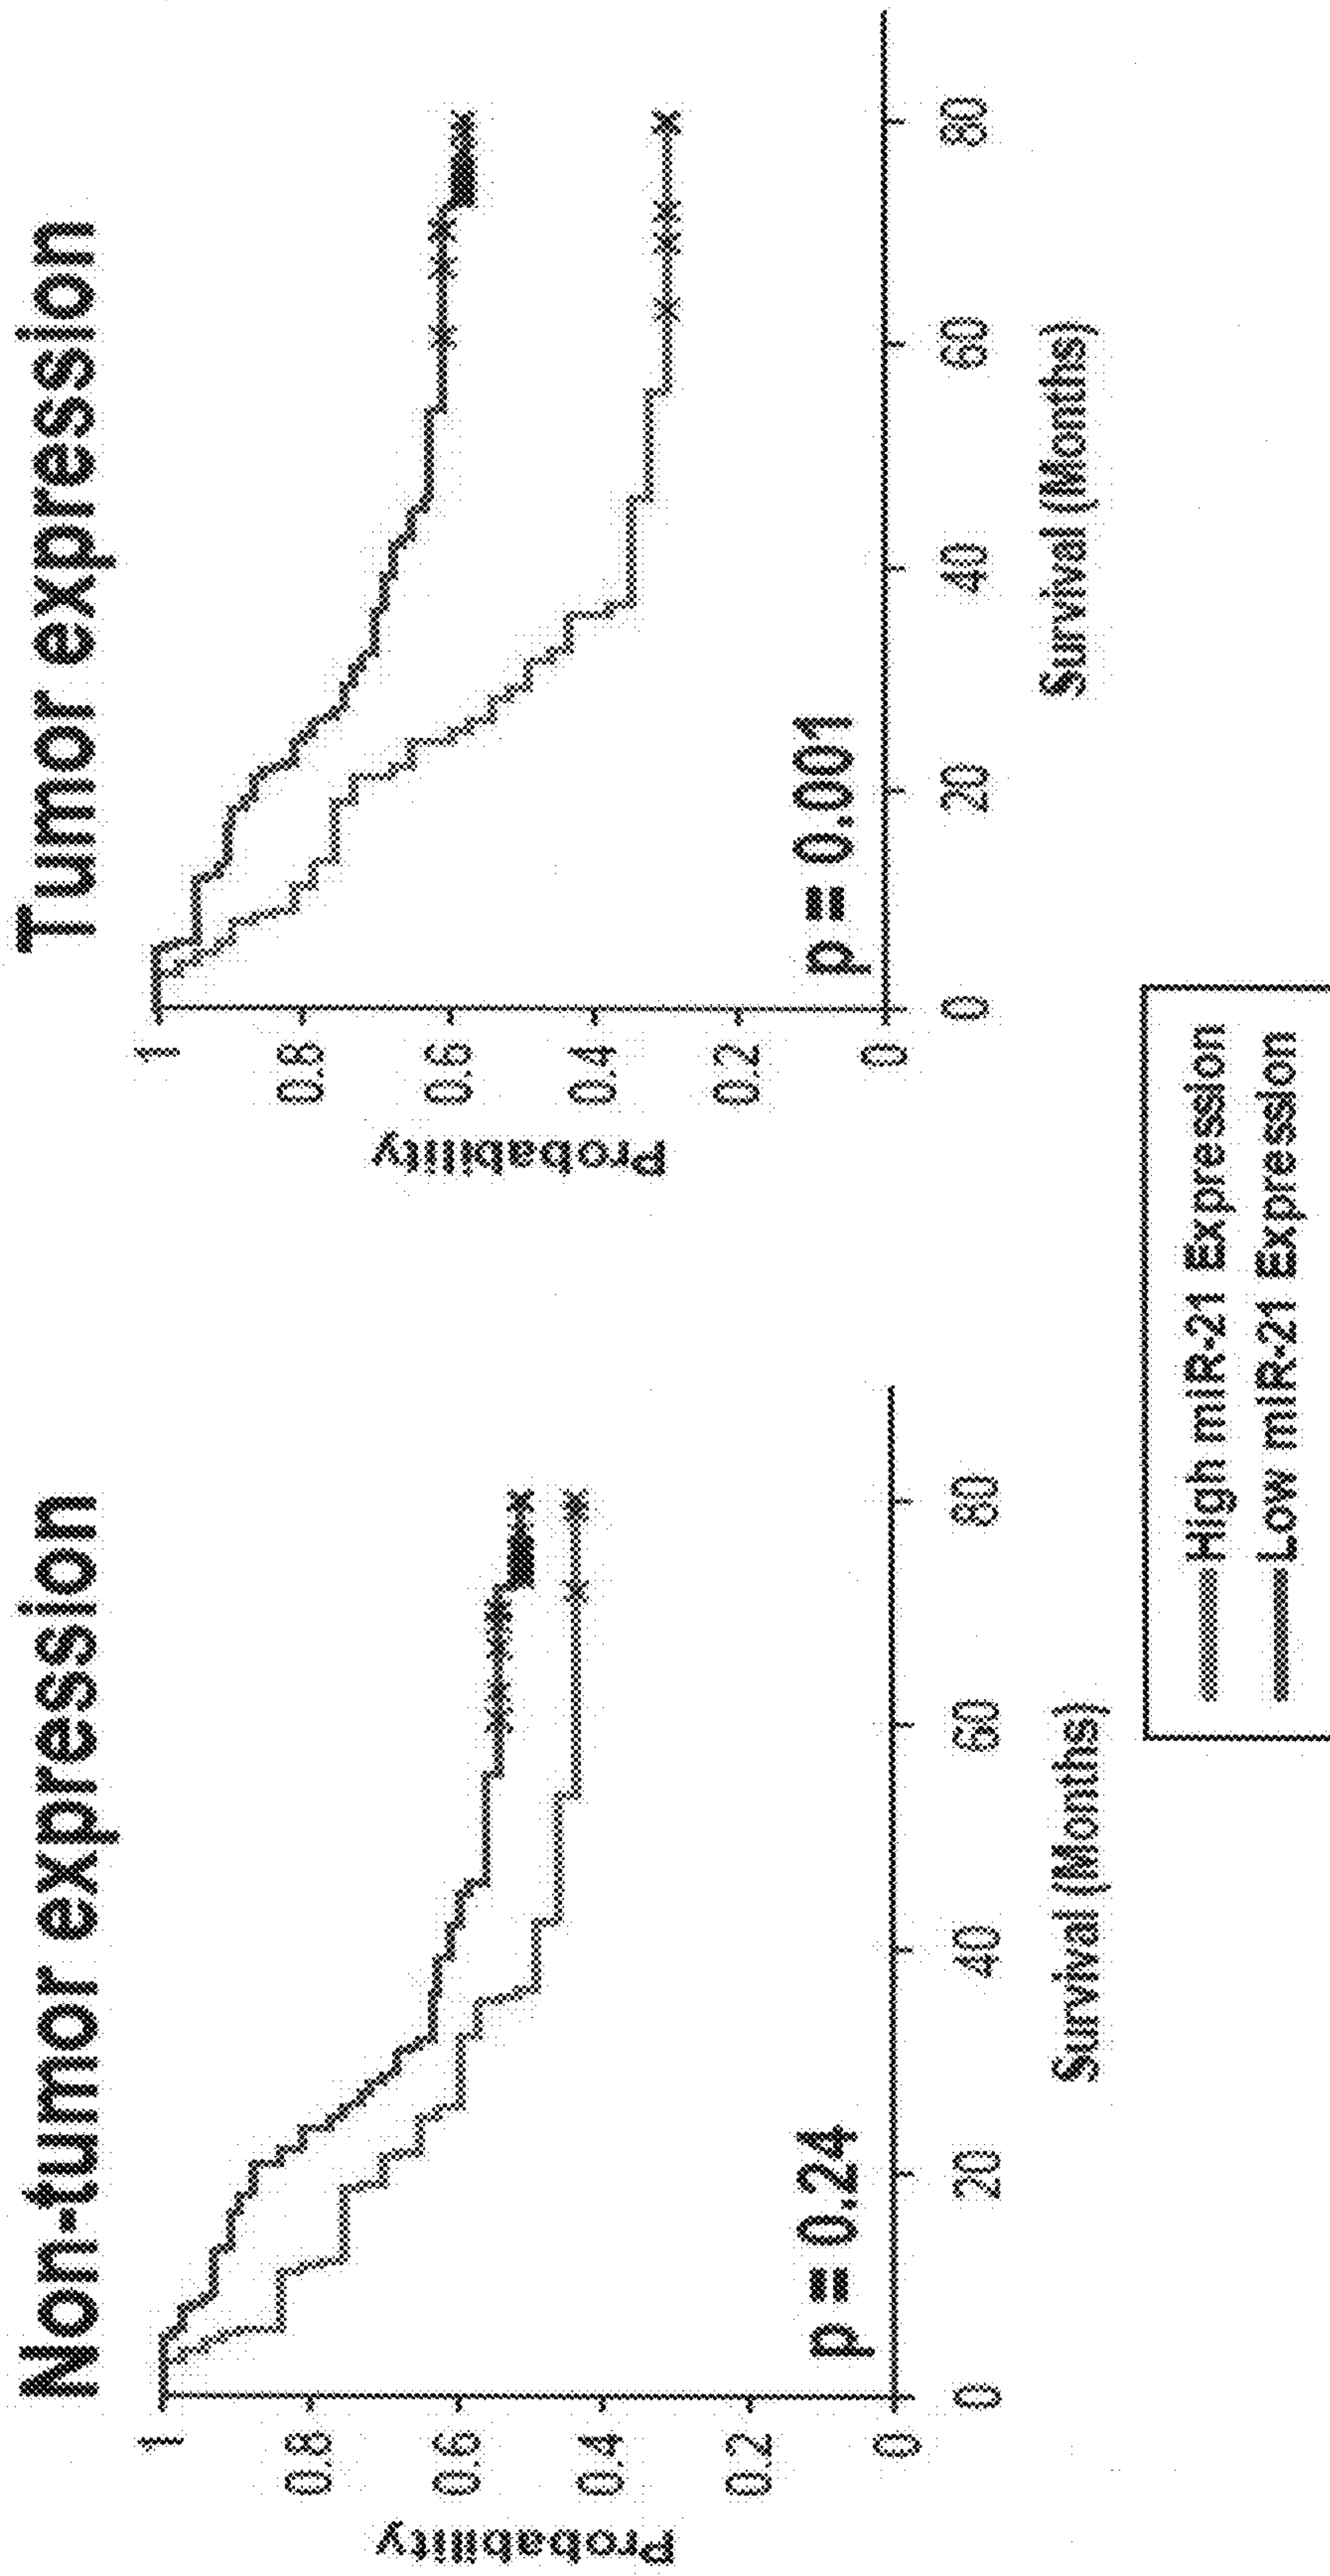 Non-tumor expression
Probability
1
0.8
0.6
0.4
0.2
0
p = 0.24
0 20 40 60 80
Survival (Months)
Tumor expression
Probability
1
0.8
0.6
0.4
0.2
0
p = 0.001
0 20 40 60 80
Survival (Months)
High miR-21 Expression
Low miR-21 Expression